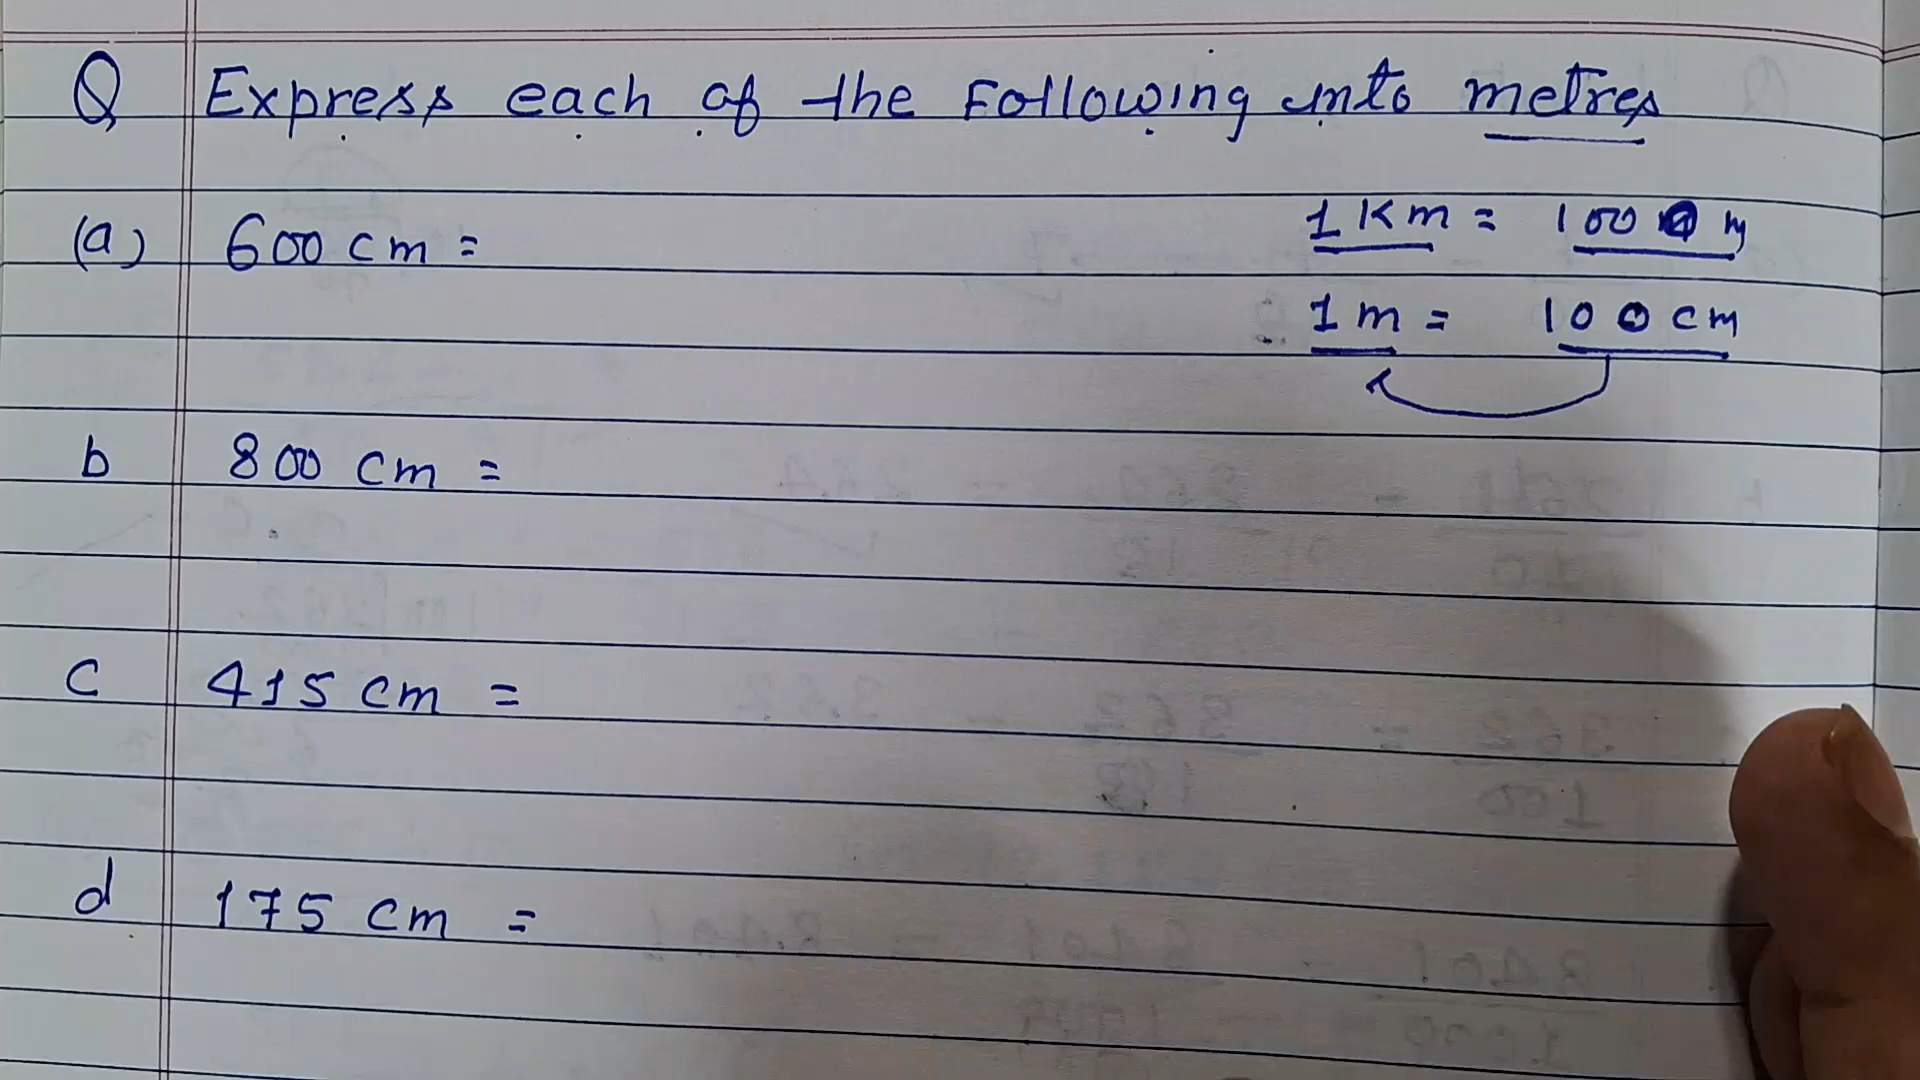 Q Express each of the Following into metres
(a) 600 cm =
1 Km = 1000 m
1 m = 100 cm
b 800 cm =
c 415 cm =
d 175 cm =